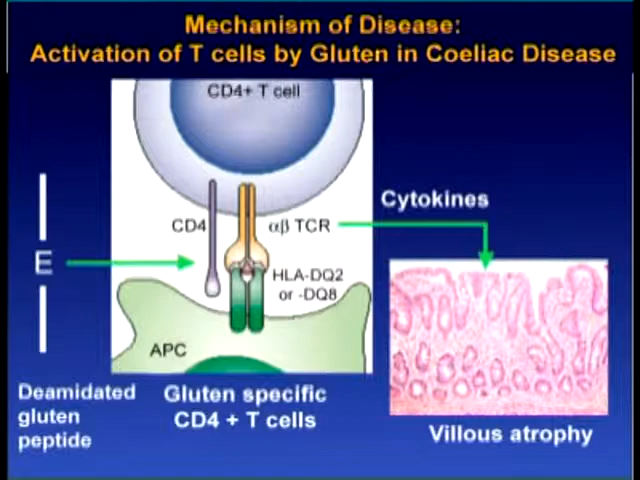 Mechanism of Disease:
Activation of T cells by Gluten in Coeliac Disease
CD4+ T cell
CD4
αβ TCR
Cytokines
E
HLA-DQ2
or -DQ8
APC
Deamidated
gluten
peptide
Gluten specific
CD4 + T cells
Villous atrophy